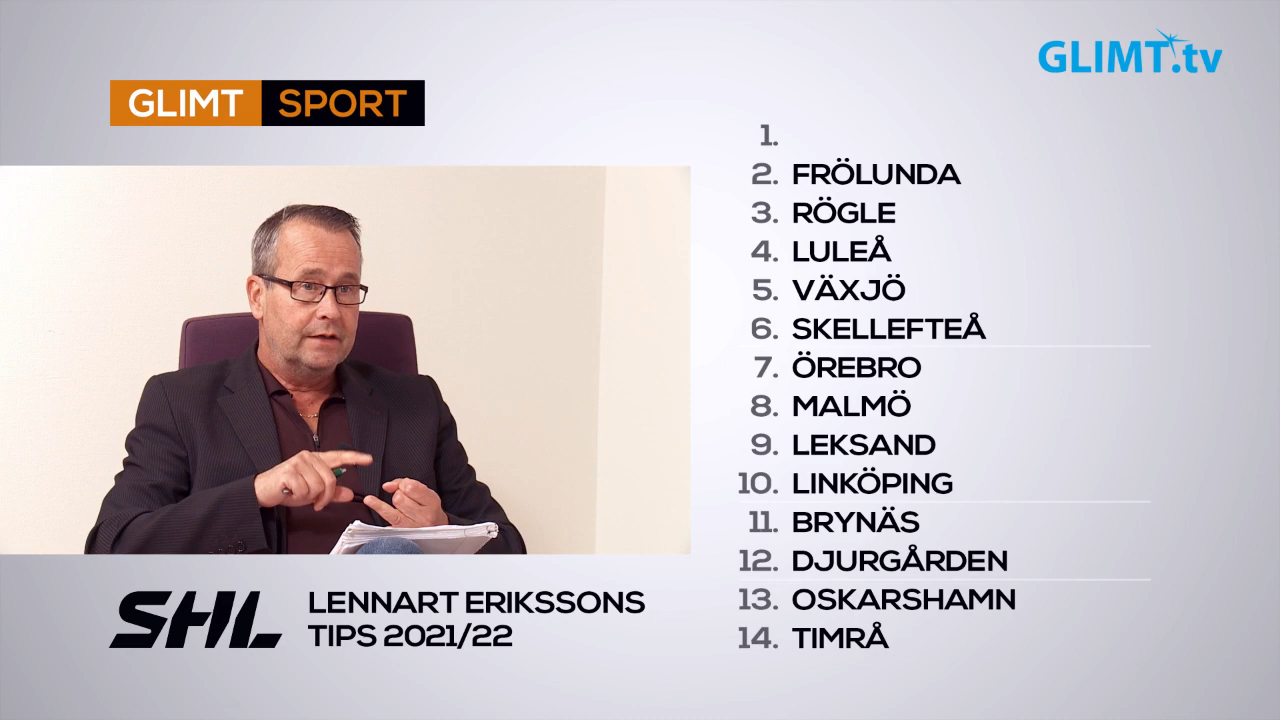 GLIMT.tv
GLIMT SPORT
1.
2. FRÖLUNDA
3. RÖGLE
4. LULEÅ
5. VÄXJÖ
6. SKELLEFTEÅ
7. ÖREBRO
8. MALMÖ
9. LEKSAND
10. LINKÖPING
11. BRYNÄS
12. DJURGÅRDEN
13. OSKARSHAMN
14. TIMRÅ
SHL
LENNART ERIKSSONS
TIPS 2021/22